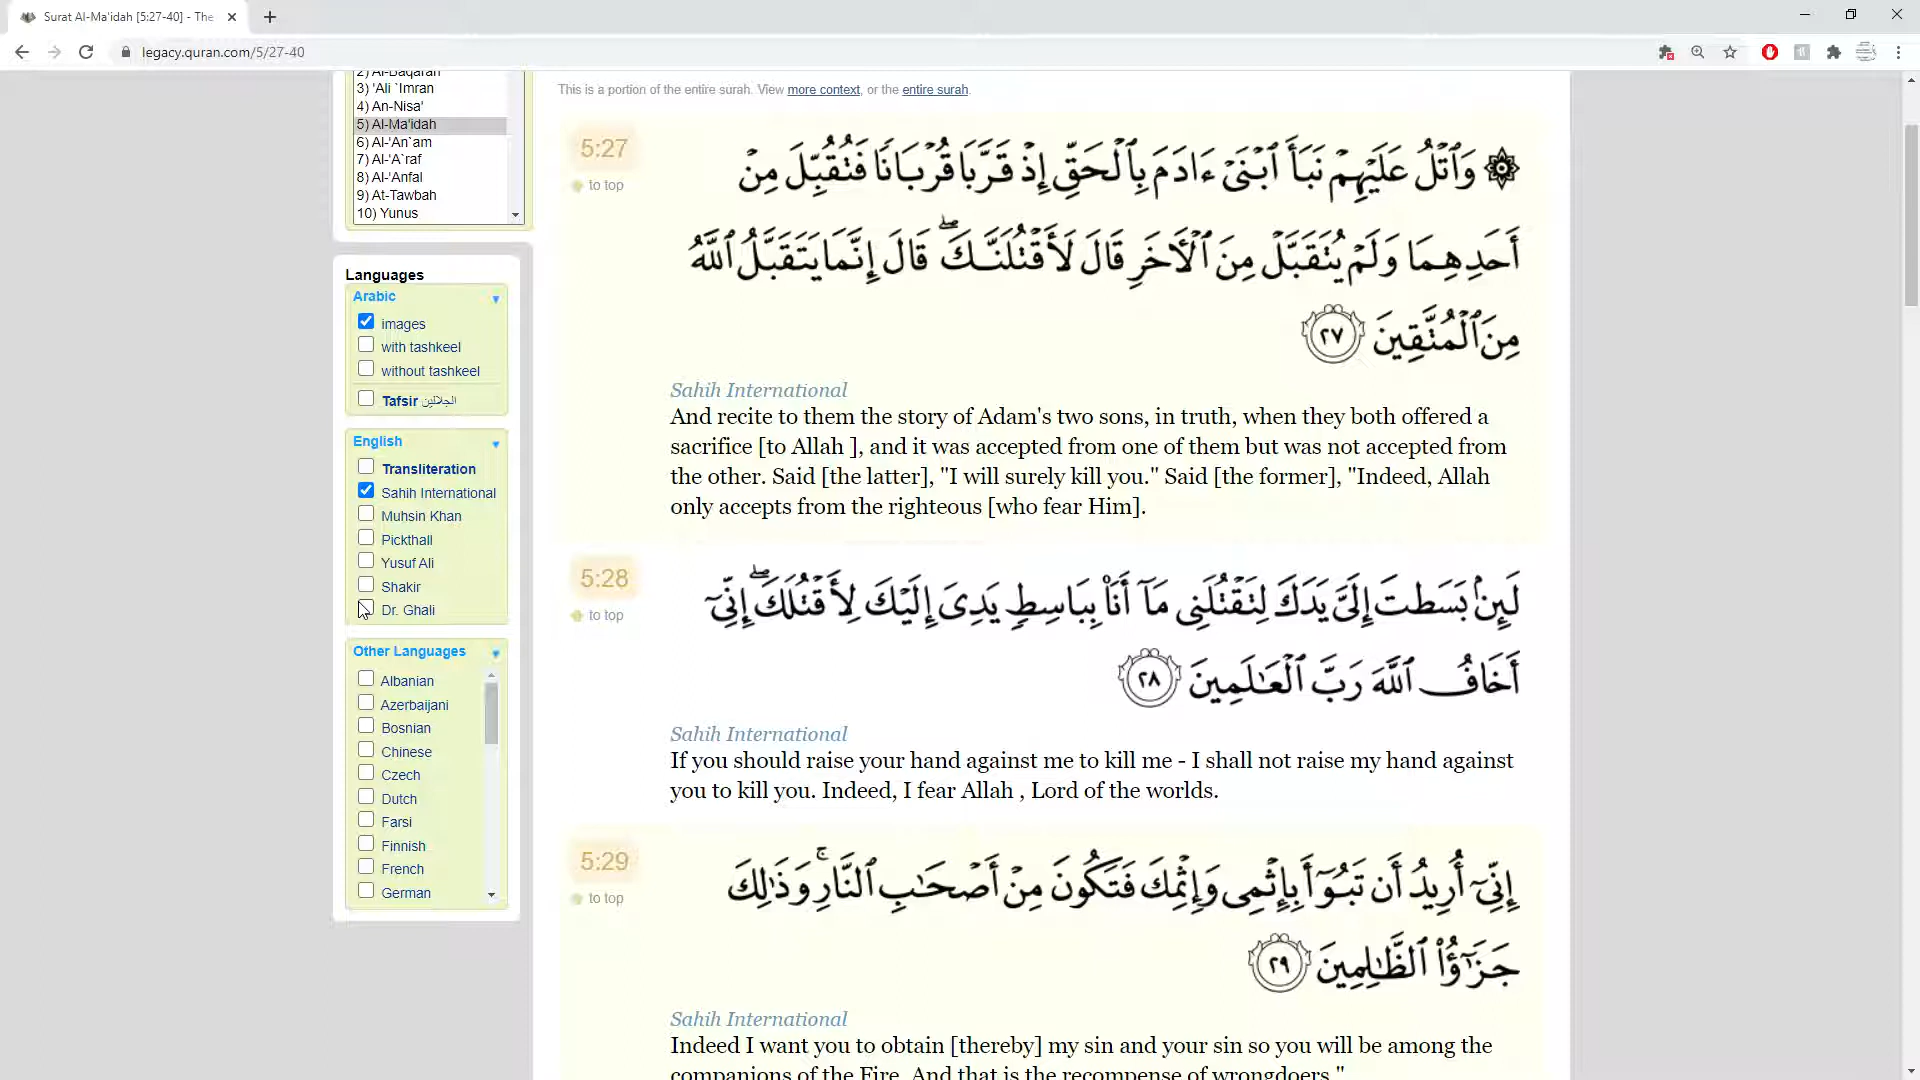 Surat Al-Ma'idah [5:27-40] - The
legacy.quran.com/5/27-40
2) Al-Baqarah
3) 'Ali `Imran
4) An-Nisa'
5) Al-Ma'idah
6) Al-'An`am
7) Al-'A`raf
8) Al-'Anfal
9) At-Tawbah
10) Yunus
Languages
Arabic
images
with tashkeel
without tashkeel
Tafsir الجلالين
English
Transliteration
Sahih International
Muhsin Khan
Pickthall
Yusuf Ali
Shakir
Dr. Ghali
Other Languages
Albanian
Azerbaijani
Bosnian
Chinese
Czech
Dutch
Farsi
Finnish
French
German
This is a portion of the entire surah. View more context, or the entire surah.
5:27
to top
۞ وَٱتْلُ عَلَيْهِمْ نَبَأَ ٱبْنَىْ ءَادَمَ بِٱلْحَقِّ إِذْ قَرَّبَا قُرْبَانًا فَتُقُبِّلَ مِنْ
أَحَدِهِمَا وَلَمْ يُتَقَبَّلْ مِنَ ٱلْأَخَرِ قَالَ لَأَقْتُلَنَّكَ ۖ قَالَ إِنَّمَا يَتَقَبَّلُ ٱللَّهُ
مِنَ ٱلْمُتَّقِينَ ٢٧
Sahih International
And recite to them the story of Adam's two sons, in truth, when they both offered a
sacrifice [to Allah ], and it was accepted from one of them but was not accepted from
the other. Said [the latter], "I will surely kill you." Said [the former], "Indeed, Allah
only accepts from the righteous [who fear Him].
5:28
to top
لَئِنۢ بَسَطتَ إِلَىَّ يَدَكَ لِتَقْتُلَنِى مَآ أَنَا۠ بِبَاسِطٍ يَدِىَ إِلَيْكَ لِأَقْتُلَكَ ۖ إِنِّىٓ
أَخَافُ ٱللَّهَ رَبَّ ٱلْعَـٰلَمِينَ ٢٨
Sahih International
If you should raise your hand against me to kill me - I shall not raise my hand against
you to kill you. Indeed, I fear Allah , Lord of the worlds.
5:29
to top
إِنِّىٓ أُرِيدُ أَن تَبُوٓأَ بِإِثْمِى وَإِثْمِكَ فَتَكُونَ مِنْ أَصْحَـٰبِ ٱلنَّارِ ۚ وَذَٰلِكَ
جَزَٰٓؤُا۟ ٱلظَّـٰلِمِينَ ٢٩
Sahih International
Indeed I want you to obtain [thereby] my sin and your sin so you will be among the
companions of the Fire. And that is the recompense of wrongdoers."